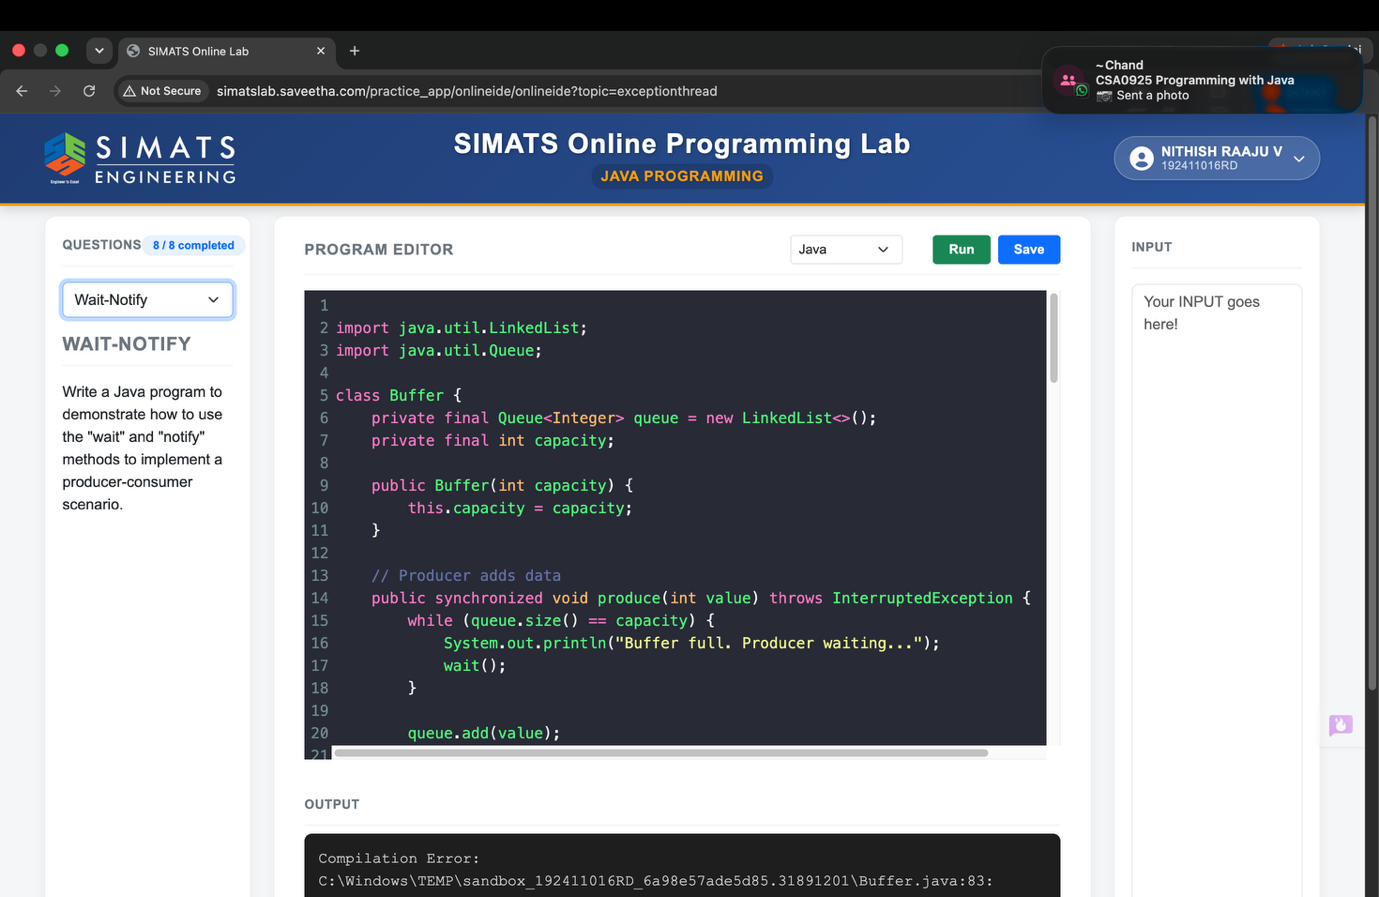 SIMATS Online Lab
~Chand
CSA0925 Programming with Java
Sent a photo
Not Secure
simatslab.saveetha.com/practice_app/onlineide/onlineide?topic=exceptionthread
SIMATS
ENGINEERING
Engineer to Excel
SIMATS Online Programming Lab
JAVA PROGRAMMING
NITHISH RAAJU V
192411016RD
QUESTIONS
8 / 8 completed
Wait-Notify
WAIT-NOTIFY
Write a Java program to
demonstrate how to use
the "wait" and "notify"
methods to implement a
producer-consumer
scenario.
PROGRAM EDITOR
Java
Run
Save
1
2 import java.util.LinkedList;
3 import java.util.Queue;
4
5 class Buffer {
6     private final Queue<Integer> queue = new LinkedList<>();
7     private final int capacity;
8
9     public Buffer(int capacity) {
10         this.capacity = capacity;
11     }
12
13     // Producer adds data
14     public synchronized void produce(int value) throws InterruptedException {
15         while (queue.size() == capacity) {
16             System.out.println("Buffer full. Producer waiting...");
17             wait();
18         }
19
20         queue.add(value);
21
OUTPUT
Compilation Error:
C:\Windows\TEMP\sandbox_192411016RD_6a98e57ade5d85.31891201\Buffer.java:83:
INPUT
Your INPUT goes
here!